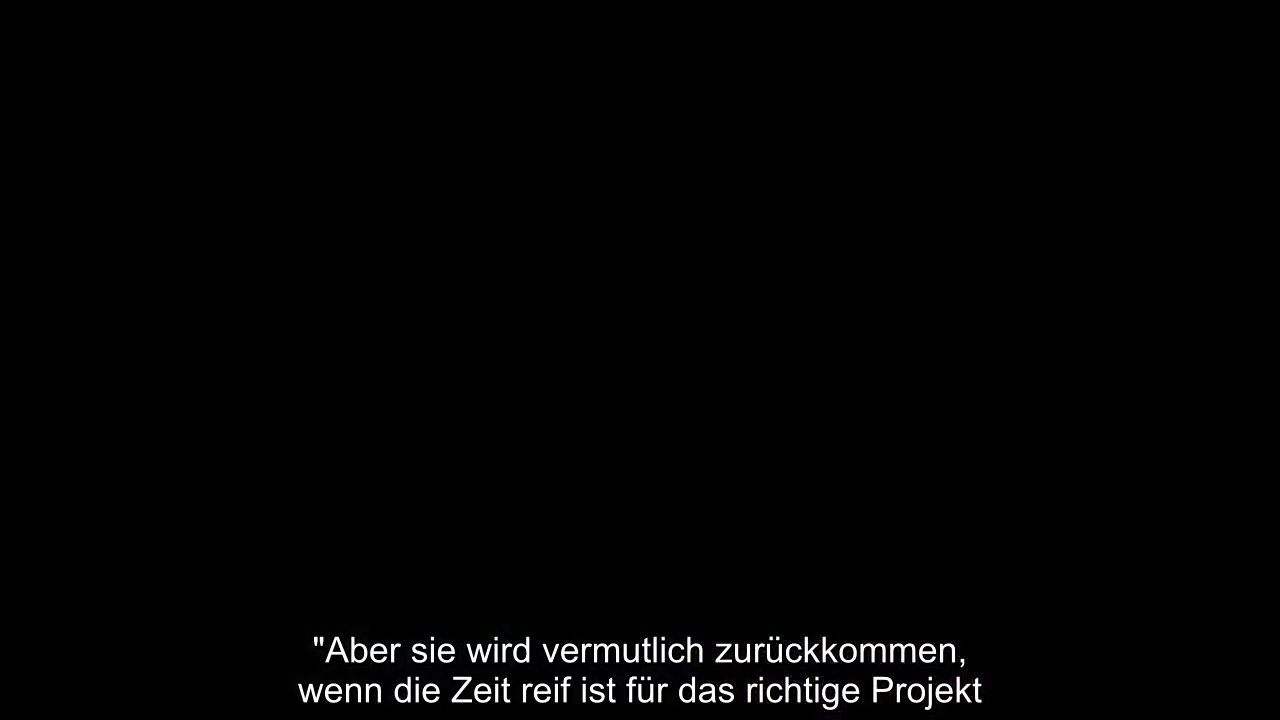 "Aber sie wird vermutlich zurückkommen,
wenn die Zeit reif ist für das richtige Projekt